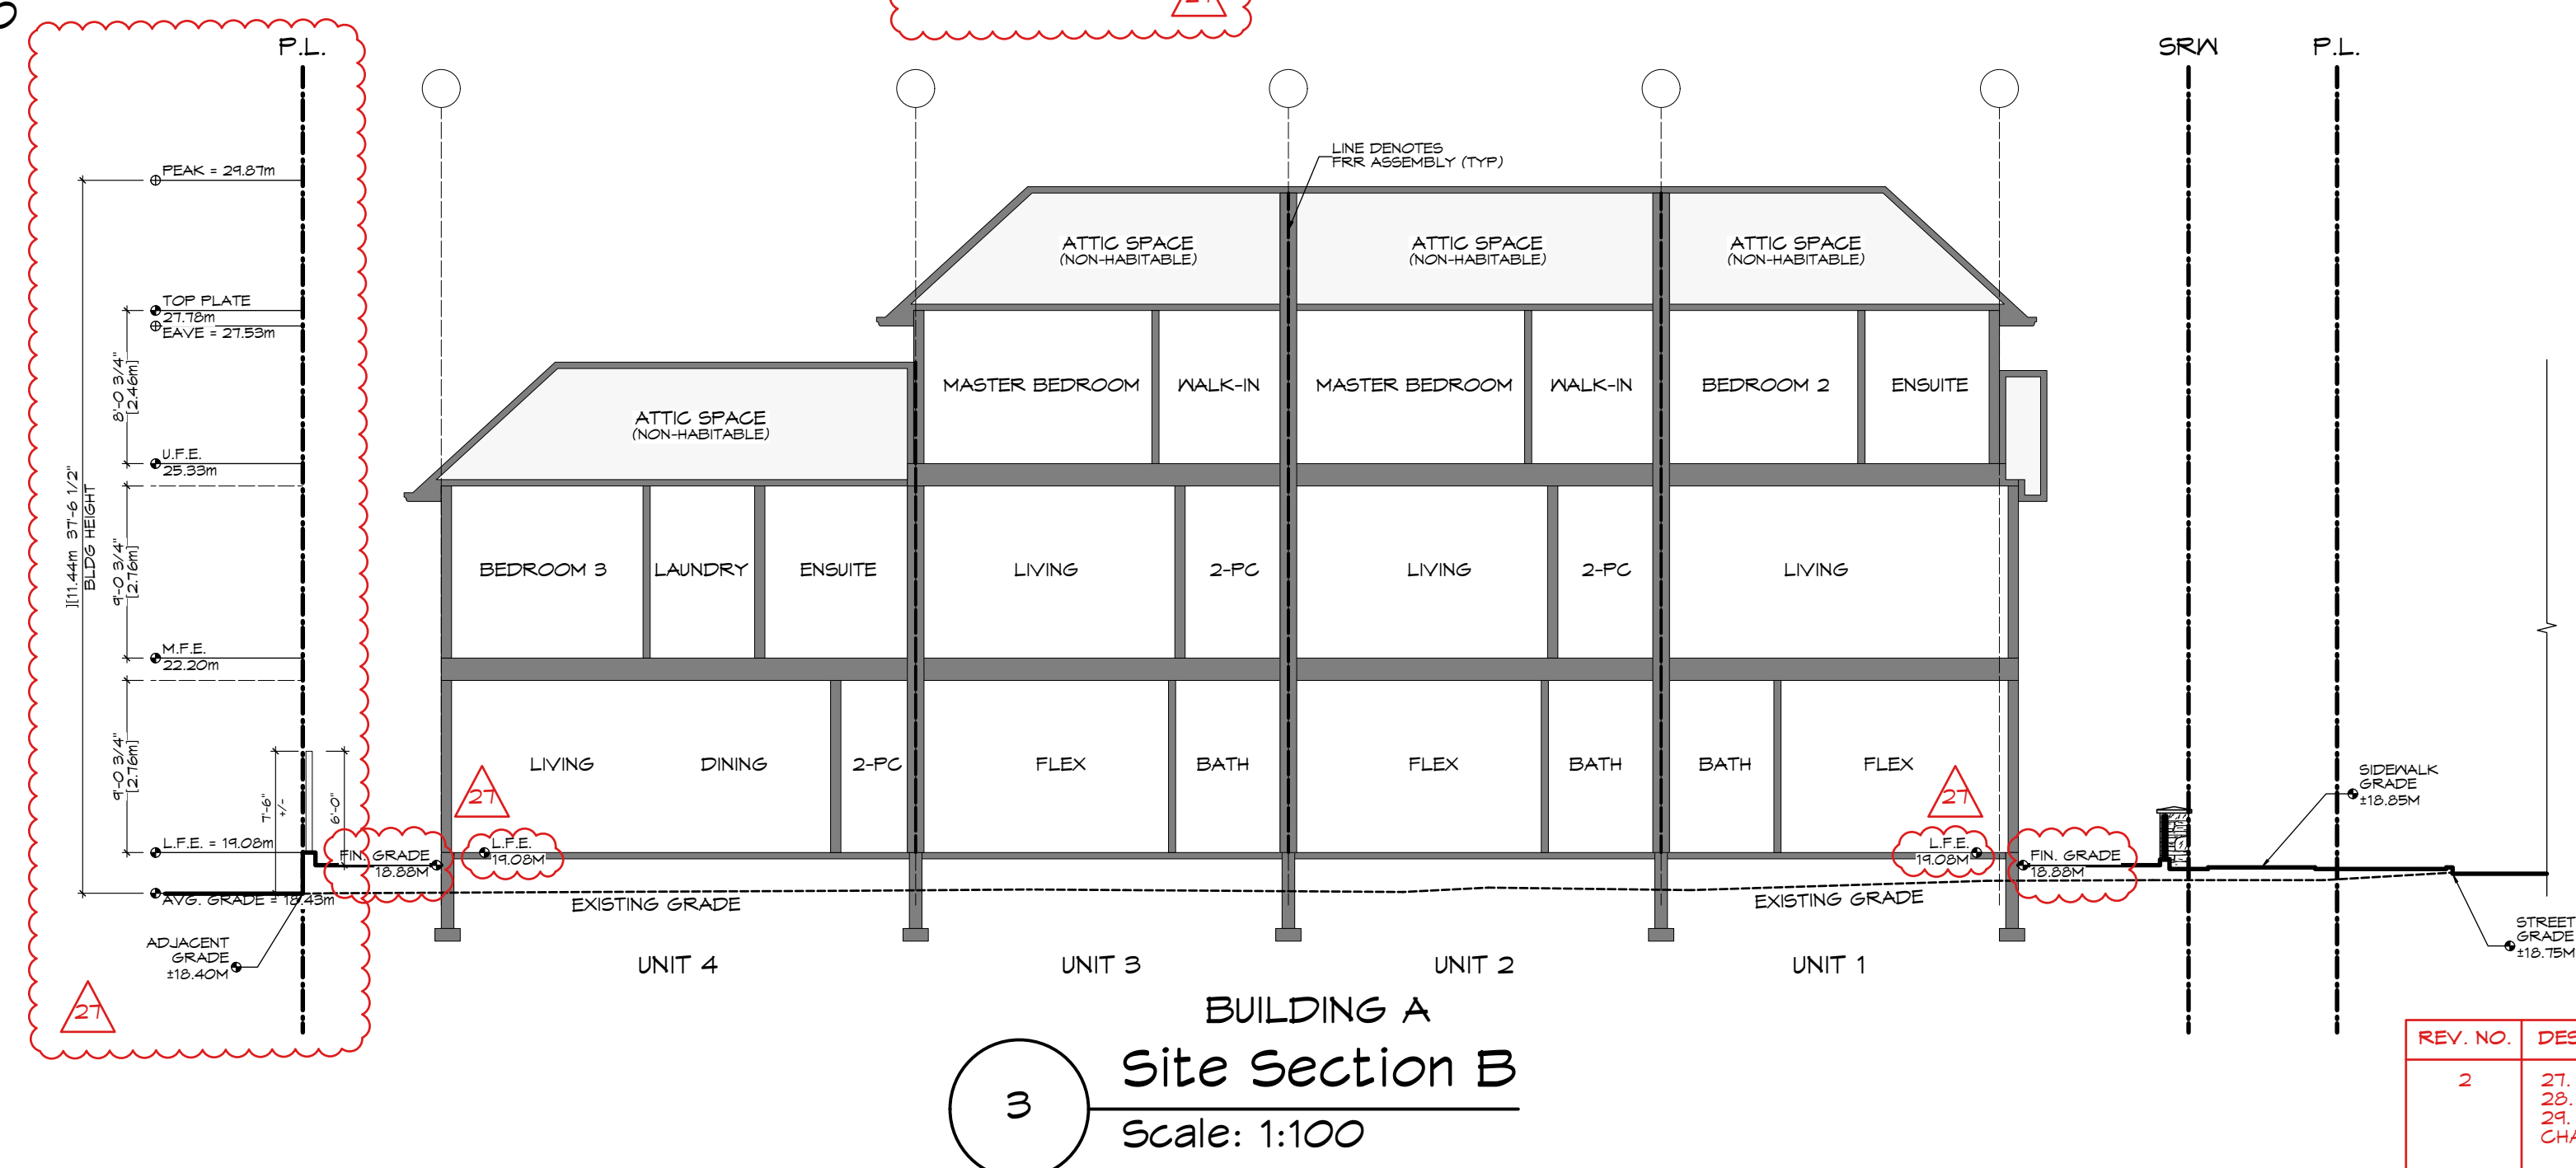 27
P.L.
SRW
P.L.
LINE DENOTES
FRR ASSEMBLY (TYP)
PEAK = 29.87m
TOP PLATE
27.78m
EAVE = 27.53m
8'-0 3/4"
[2.46m]
U.F.E.
25.33m
][11.44m 37'-6 1/2"
BLDG HEIGHT
9'-0 3/4"
[2.76m]
M.F.E.
22.20m
9'-0 3/4"
[2.76m]
7'-6"
+/-
6'-0"
L.F.E. = 19.08m
FIN. GRADE
18.88M
AVG. GRADE = 18.43m
ADJACENT
GRADE
±18.40M
27
ATTIC SPACE
(NON-HABITABLE)
ATTIC SPACE
(NON-HABITABLE)
ATTIC SPACE
(NON-HABITABLE)
ATTIC SPACE
(NON-HABITABLE)
MASTER BEDROOM WALK-IN MASTER BEDROOM WALK-IN BEDROOM 2 ENSUITE
BEDROOM 3 LAUNDRY ENSUITE LIVING 2-PC LIVING 2-PC LIVING
LIVING DINING 2-PC FLEX BATH FLEX BATH BATH FLEX
27
27
L.F.E.
19.08M
L.F.E.
19.08M
FIN. GRADE
18.88M
SIDEWALK
GRADE
±18.85M
EXISTING GRADE
EXISTING GRADE
STREET
GRADE
±18.75M
UNIT 4 UNIT 3 UNIT 2 UNIT 1
BUILDING A
3
Site Section B
Scale: 1:100
REV. NO.
2
27.
28.
29.